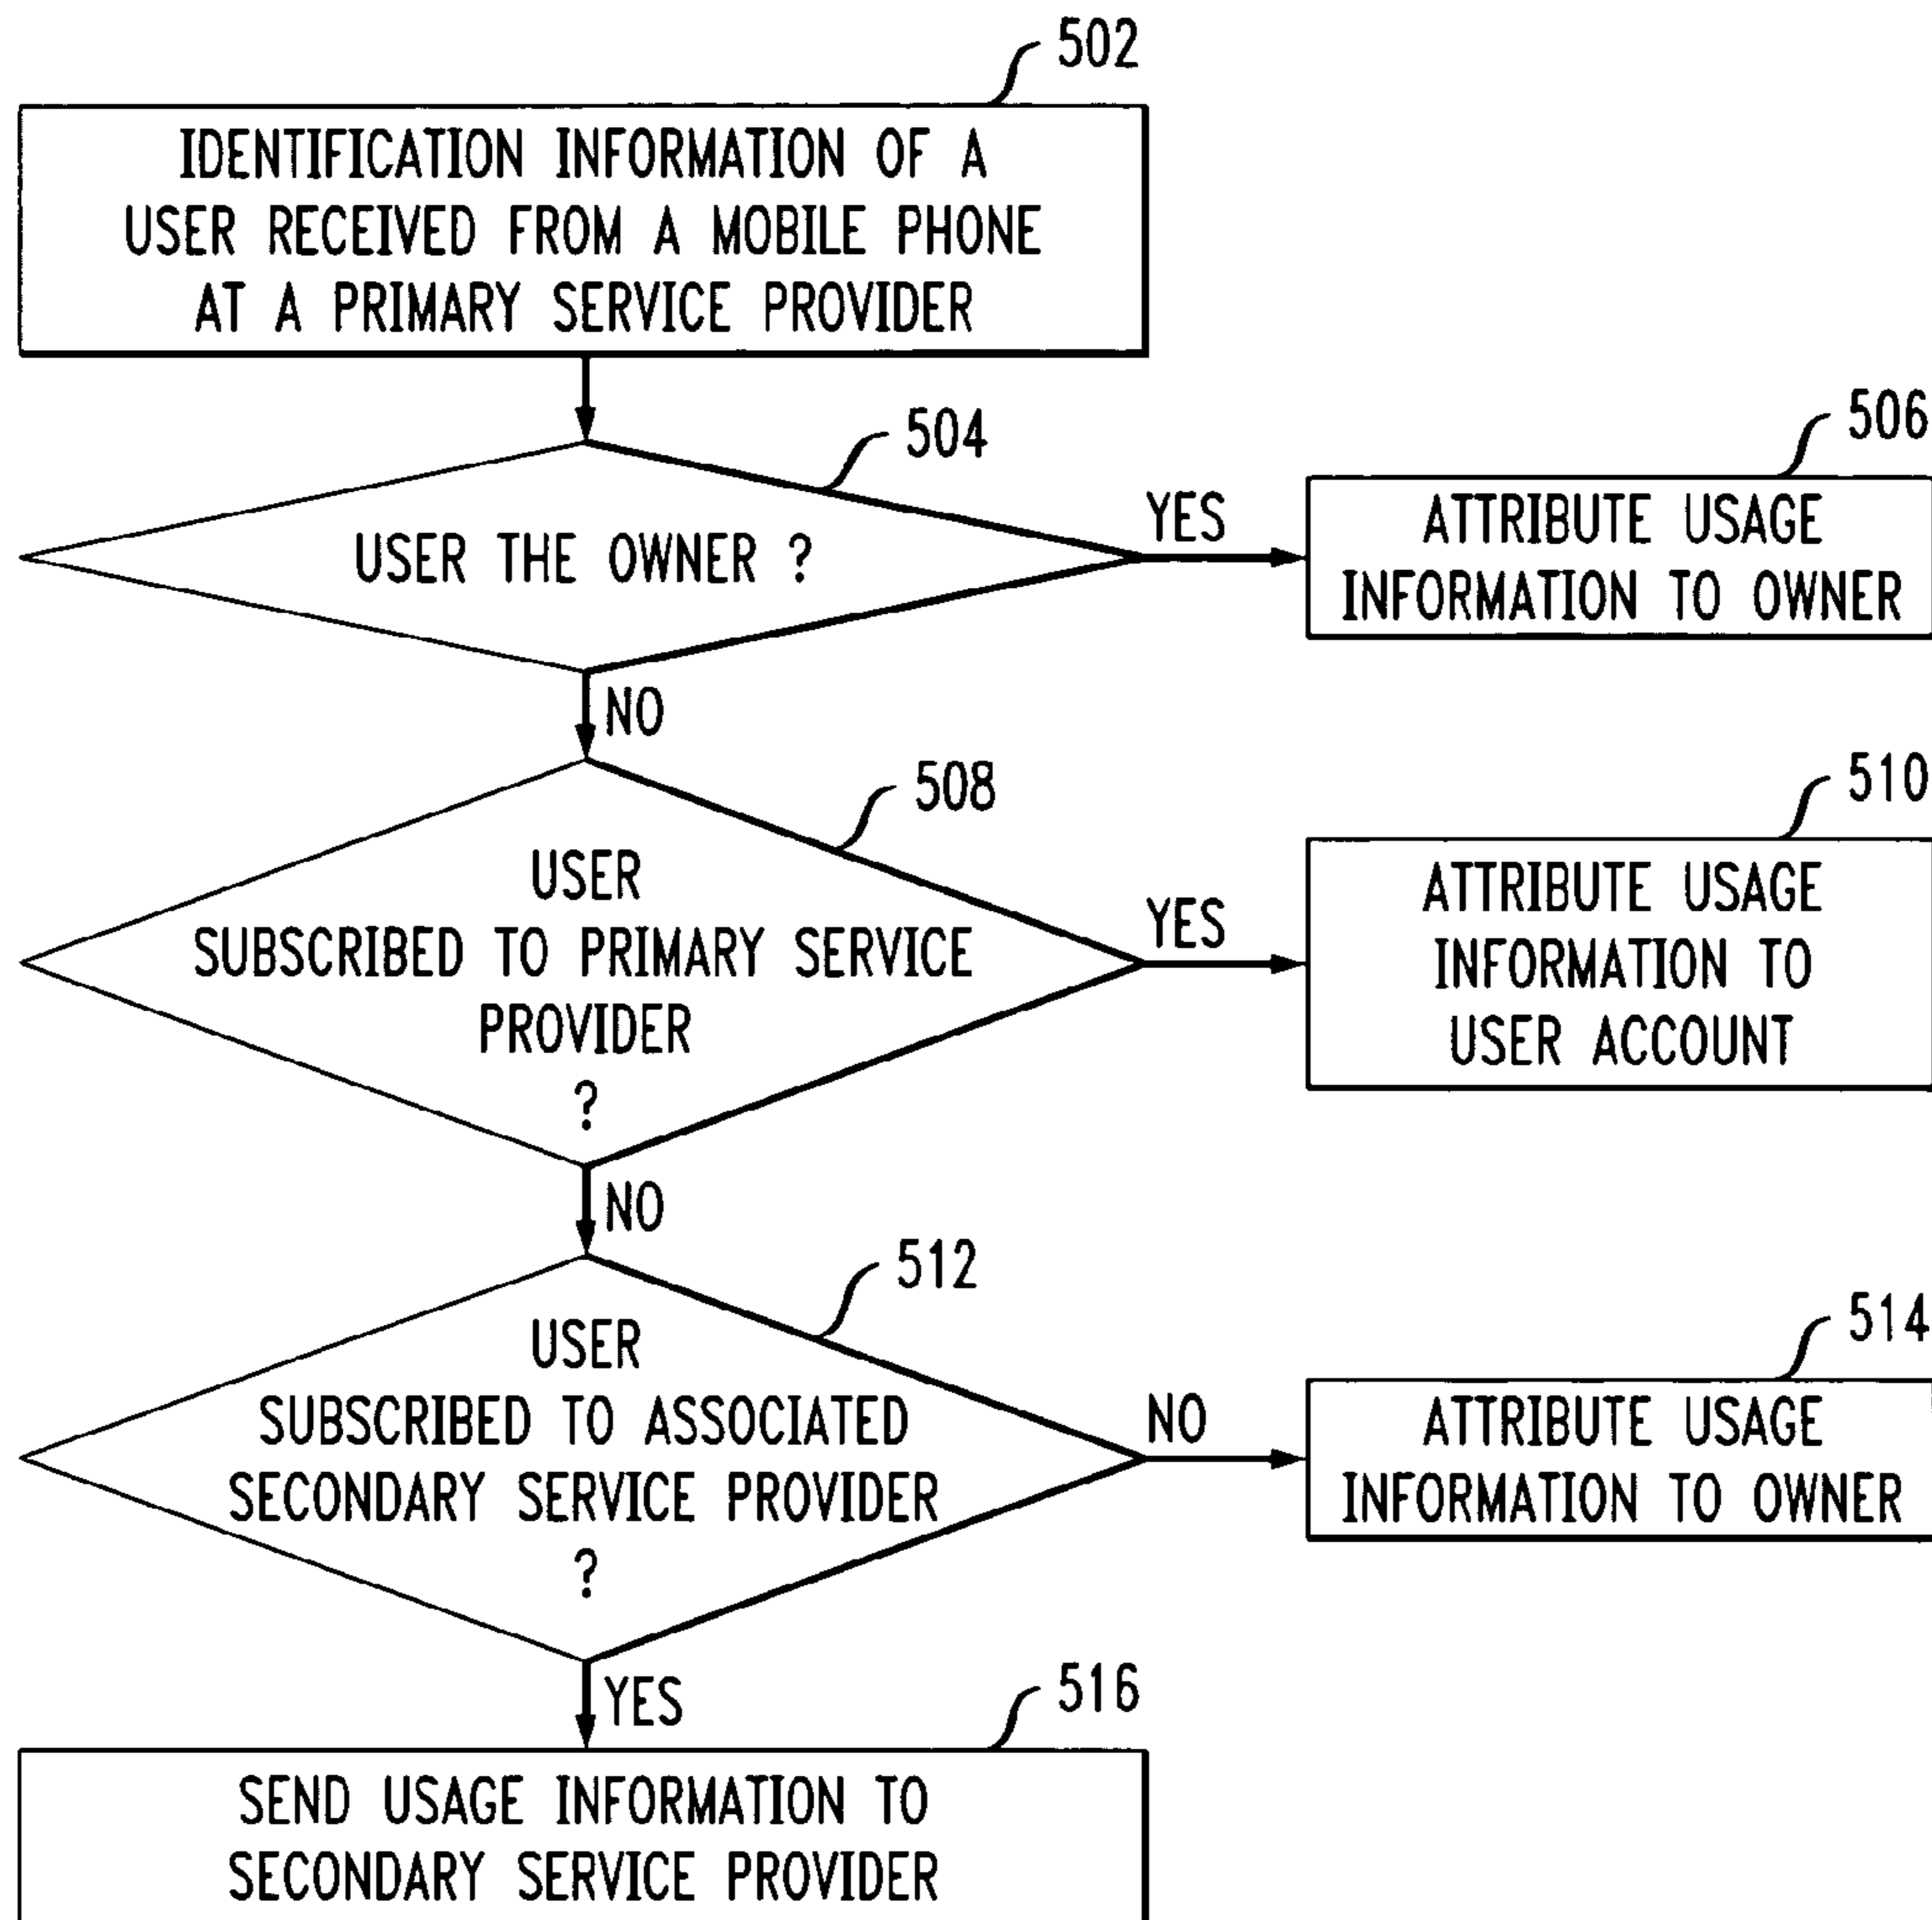 502
IDENTIFICATION INFORMATION OF A
USER RECEIVED FROM A MOBILE PHONE
AT A PRIMARY SERVICE PROVIDER
504
USER THE OWNER ?
YES
506
ATTRIBUTE USAGE
INFORMATION TO OWNER
NO
508
USER
SUBSCRIBED TO PRIMARY SERVICE
PROVIDER
?
YES
510
ATTRIBUTE USAGE
INFORMATION TO
USER ACCOUNT
NO
512
USER
SUBSCRIBED TO ASSOCIATED
SECONDARY SERVICE PROVIDER
?
NO
514
ATTRIBUTE USAGE
INFORMATION TO OWNER
YES
516
SEND USAGE INFORMATION TO
SECONDARY SERVICE PROVIDER